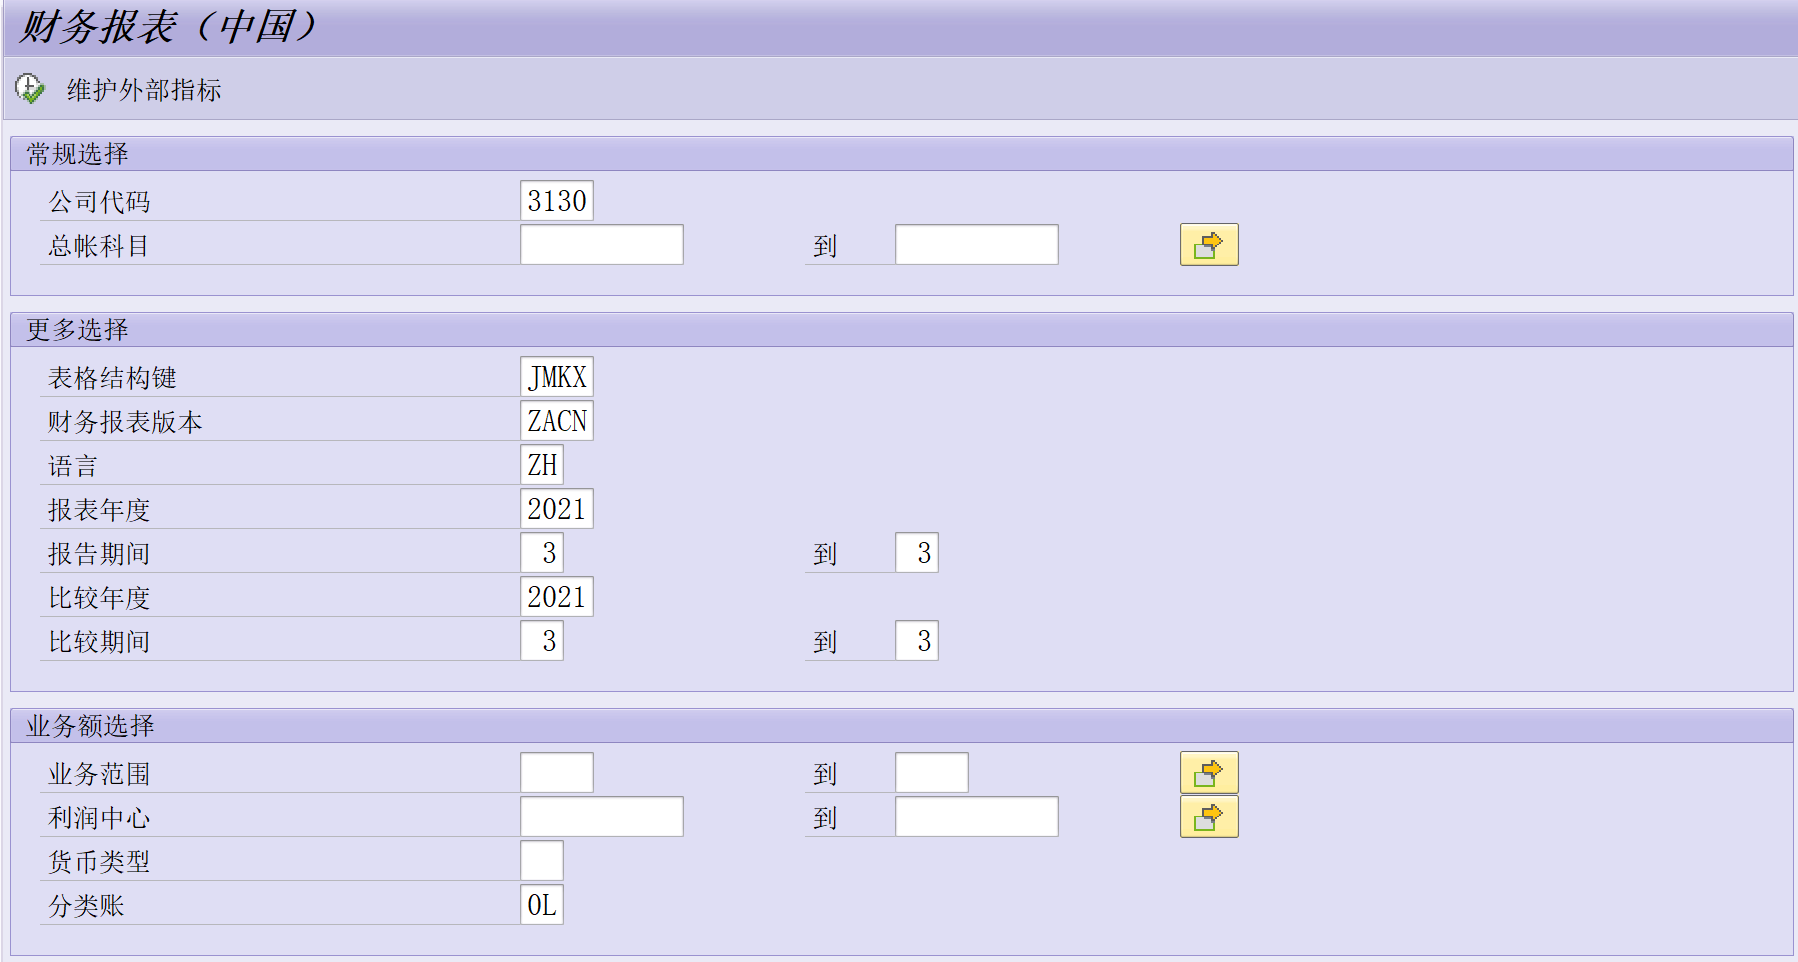 财务报表（中国）
维护外部指标
常规选择
公司代码 3130
总帐科目 到
更多选择
表格结构键 JMKX
财务报表版本 ZACN
语言 ZH
报表年度 2021
报告期间 3 到 3
比较年度 2021
比较期间 3 到 3
业务额选择
业务范围 到
利润中心 到
货币类型
分类账 0L